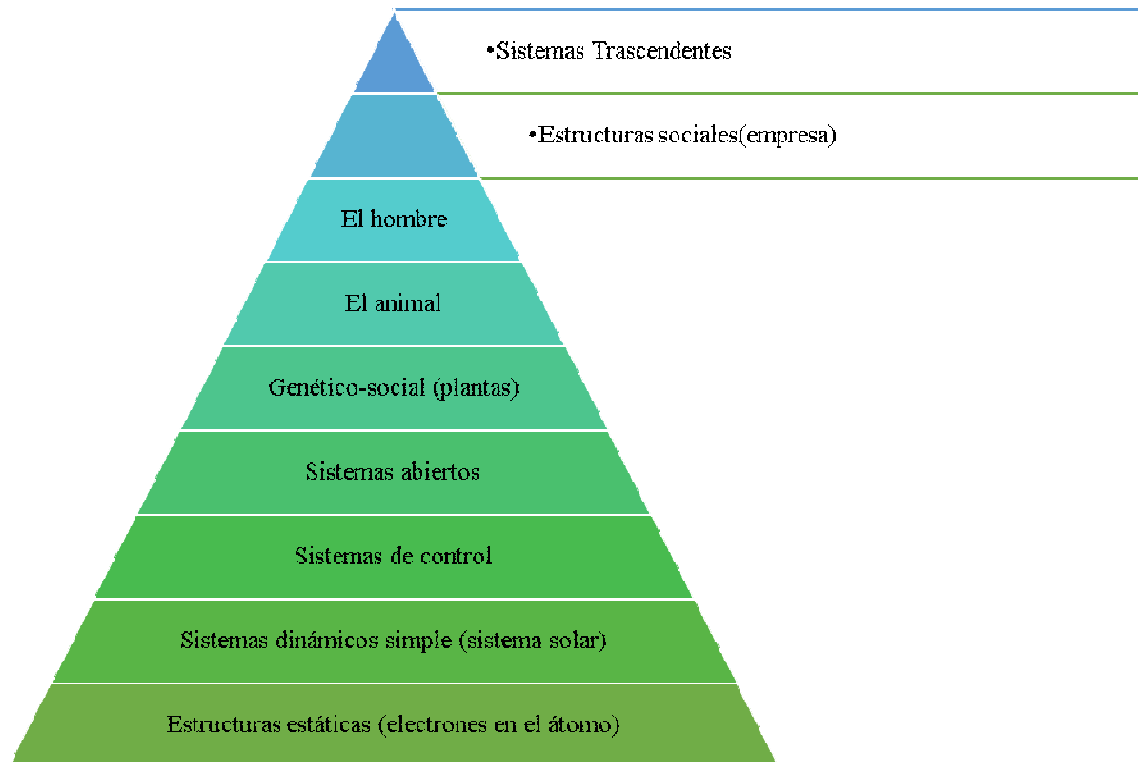 •Sistemas Trascendentes
•Estructuras sociales(empresa)
El hombre
El animal
Genético-social (plantas)
Sistemas abiertos
Sistemas de control
Sistemas dinámicos simple (sistema solar)
Estructuras estáticas (electrones en el átomo)